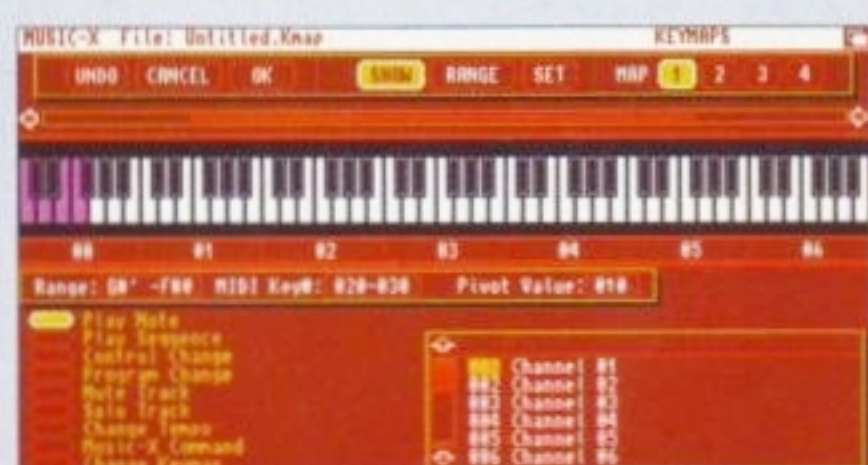 MUSIC-X File: Untitled.Kmap KEYMAPS
UNDO CANCEL OK SHOW RANGE SET MAP 1 2 3 4
00 01 02 03 04 05 06
Range: -F00 MIDI Key#: 020-030 Pivot Value: 010
Play Note
Play Sequence
Control Change
Program Change
Mute Track
Solo Track
Change Tempo
Music-X Command
Change Keymap
001 Channel 01
002 Channel 02
003 Channel 03
004 Channel 04
005 Channel 05
006 Channel 06